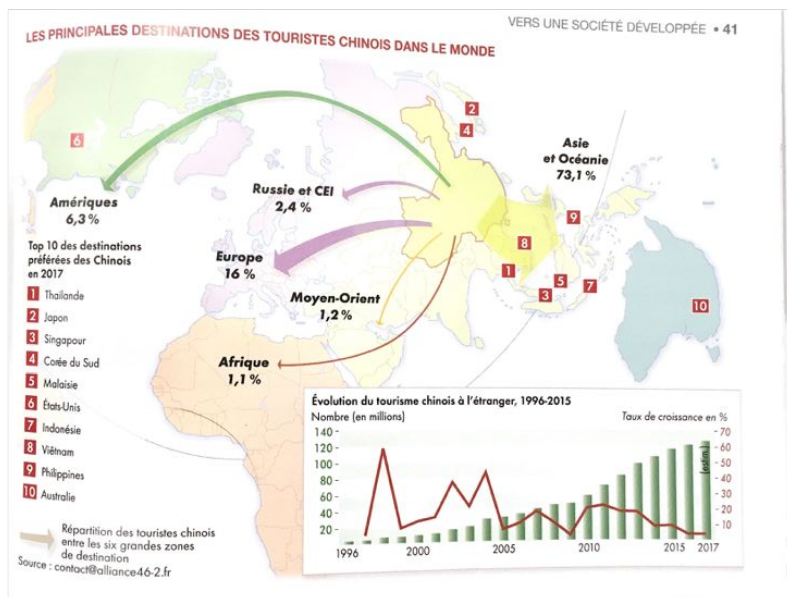 VERS UNE SOCIÉTÉ DÉVELOPPÉE • 41
LES PRINCIPALES DESTINATIONS DES TOURISTES CHINOIS DANS LE MONDE
2
4
6
Asie
et Océanie
73,1 %
Russie et CEI
2,4 %
Amériques
6,3 %
9
8
Europe
16 %
1
5
3
7
10
Moyen-Orient
1,2 %
Afrique
1,1 %
Top 10 des destinations
préférées des Chinois
en 2017
1 Thaïlande
2 Japon
3 Singapour
4 Corée du Sud
5 Malaisie
6 États-Unis
7 Indonésie
8 Viêtnam
9 Philippines
10 Australie
Répartition des touristes chinois
entre les six grandes zones
de destination
Source : contact@alliance46-2.fr
Évolution du tourisme chinois à l'étranger, 1996-2015
Nombre (en millions)
Taux de croissance en %
140
120
100
80
60
40
20
70
60
50
40
30
20
10
(estim.)
1996
2000
2005
2010
2015
2017